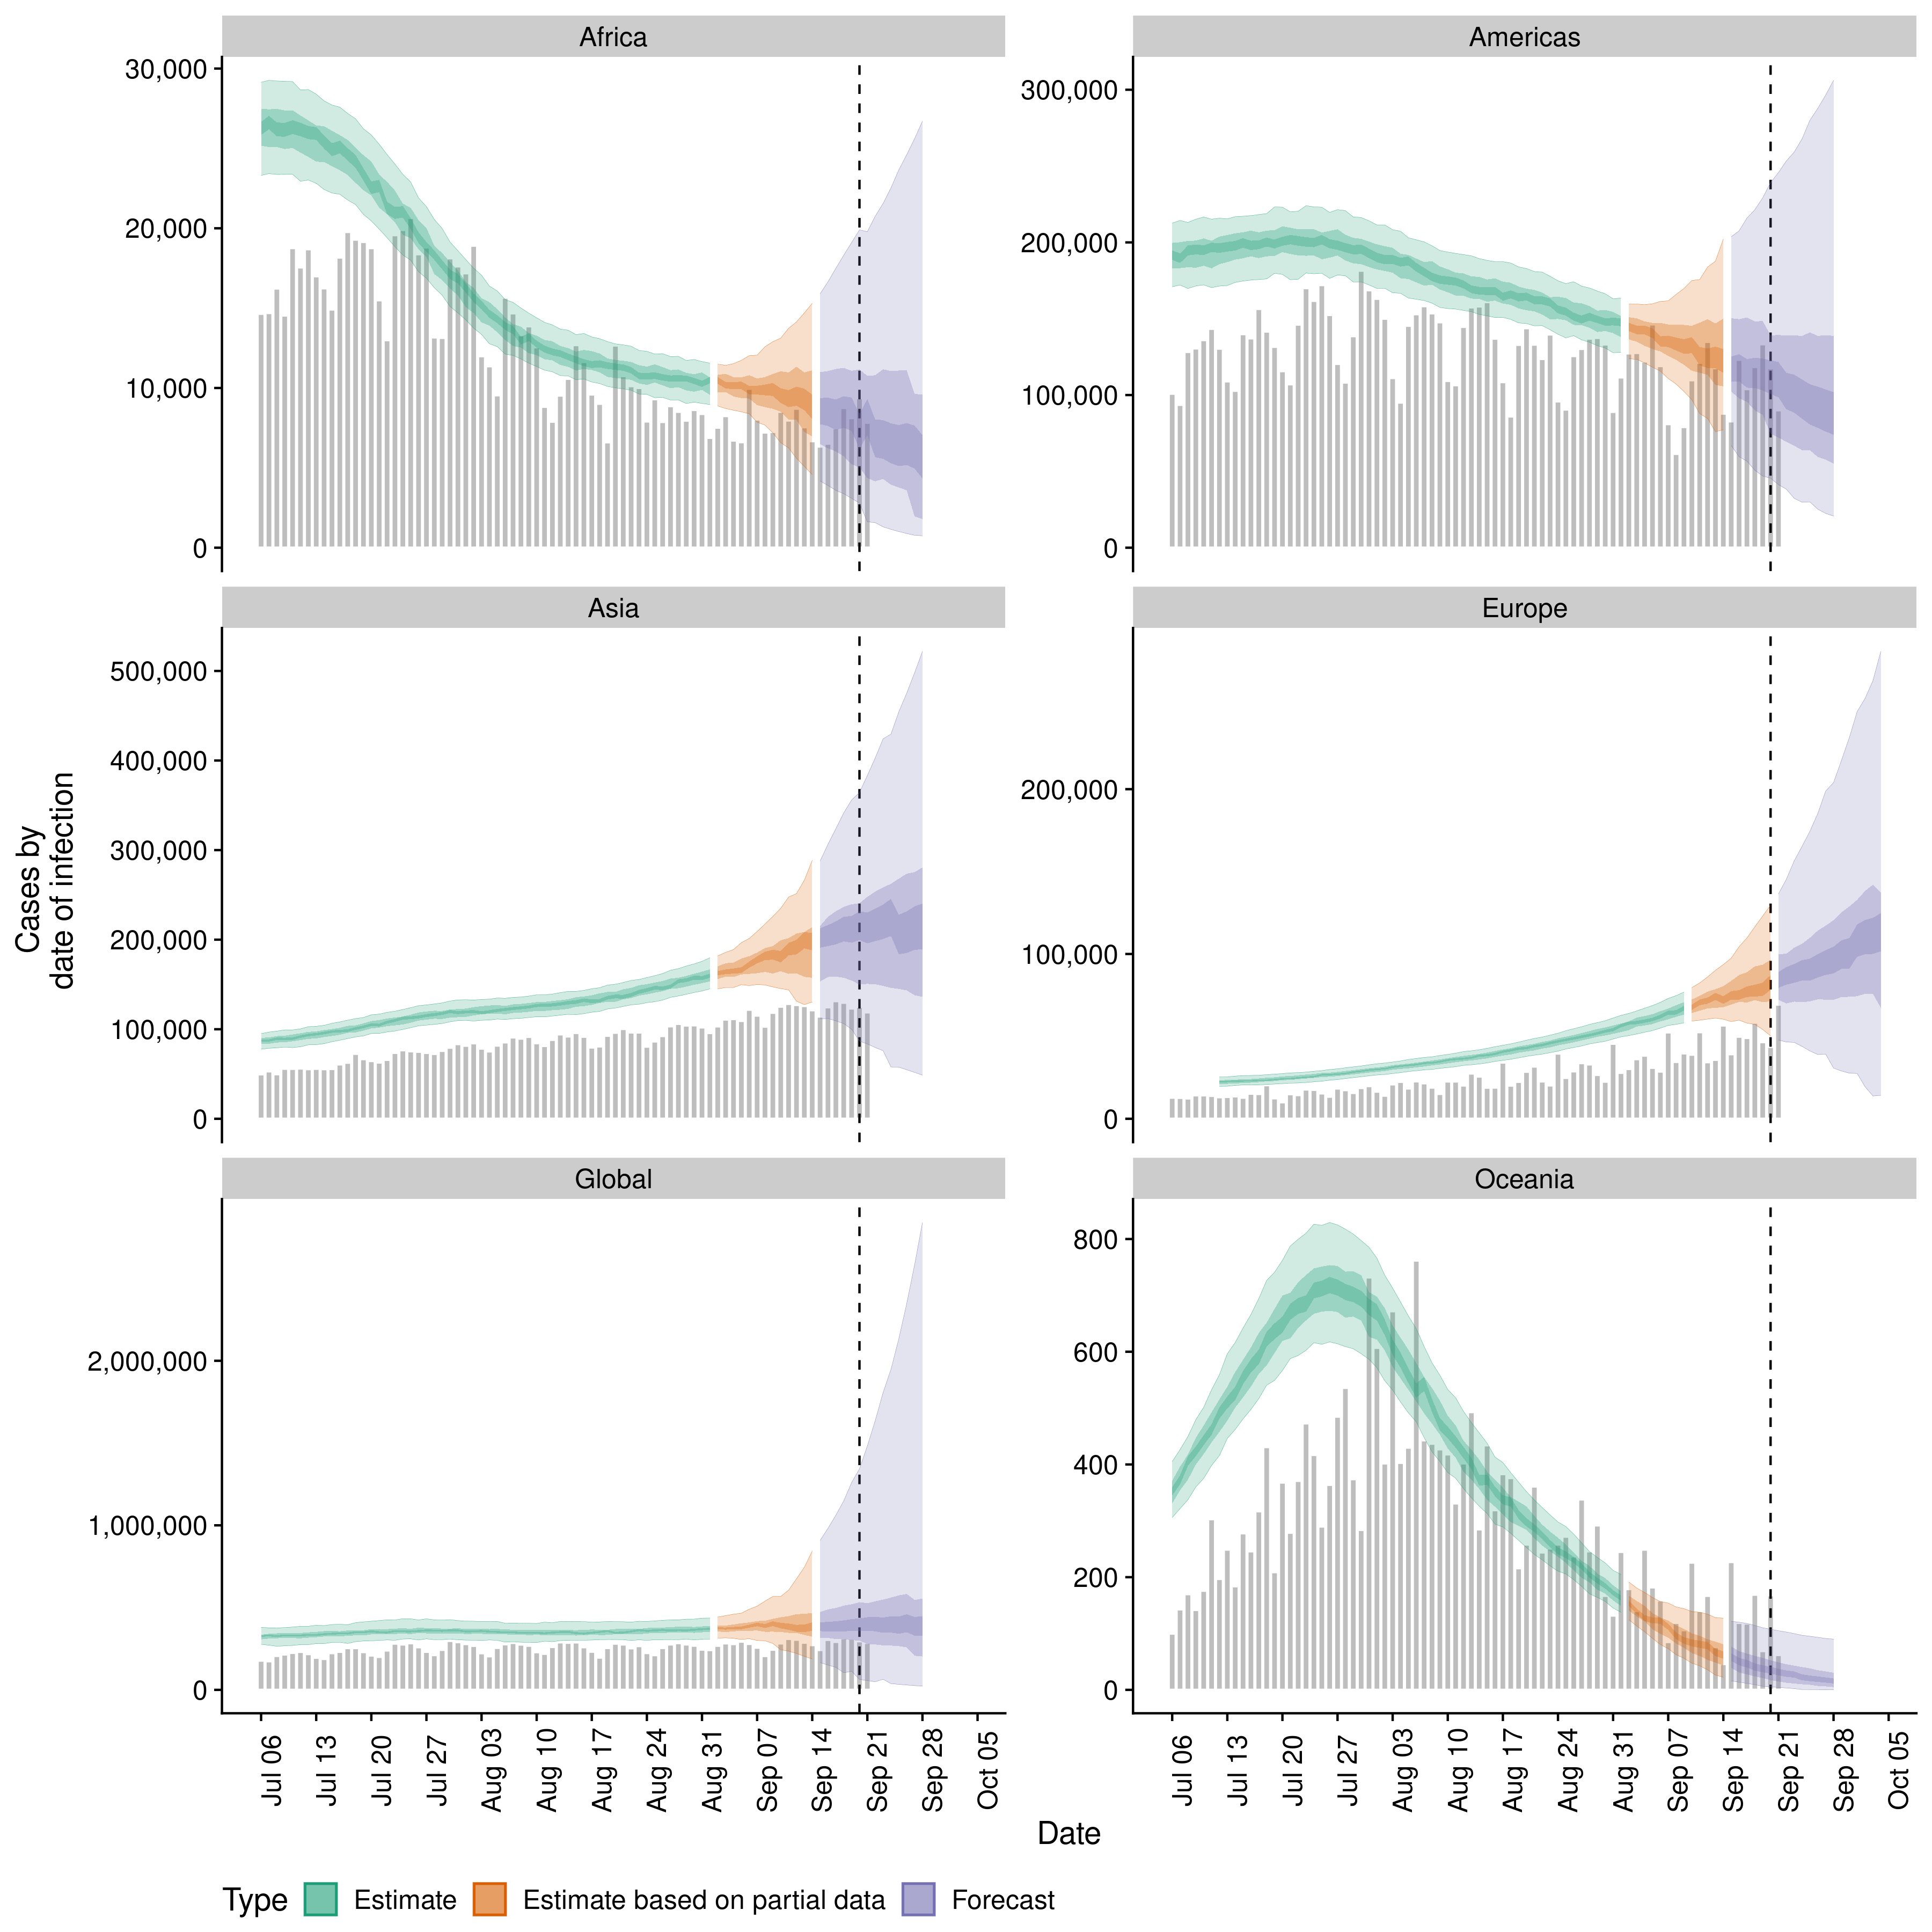 Africa
Americas
30,000
20,000
10,000
0
300,000
200,000
100,000
0
Asia
Europe
500,000
400,000
300,000
200,000
100,000
0
200,000
100,000
0
Cases by
date of infection
Global
Oceania
2,000,000
1,000,000
0
800
600
400
200
0
Jul 06
Jul 13
Jul 20
Jul 27
Aug 03
Aug 10
Aug 17
Aug 24
Aug 31
Sep 07
Sep 14
Sep 21
Sep 28
Oct 05
Jul 06
Jul 13
Jul 20
Jul 27
Aug 03
Aug 10
Aug 17
Aug 24
Aug 31
Sep 07
Sep 14
Sep 21
Sep 28
Oct 05
Date
Type Estimate Estimate based on partial data Forecast